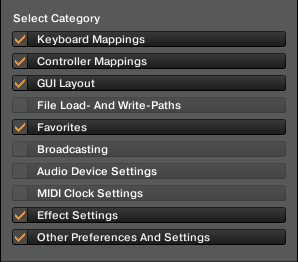 Select Category
Keyboard Mappings
Controller Mappings
GUI Layout
File Load- And Write-Paths
Favorites
Broadcasting
Audio Device Settings
MIDI Clock Settings
Effect Settings
Other Preferences And Settings